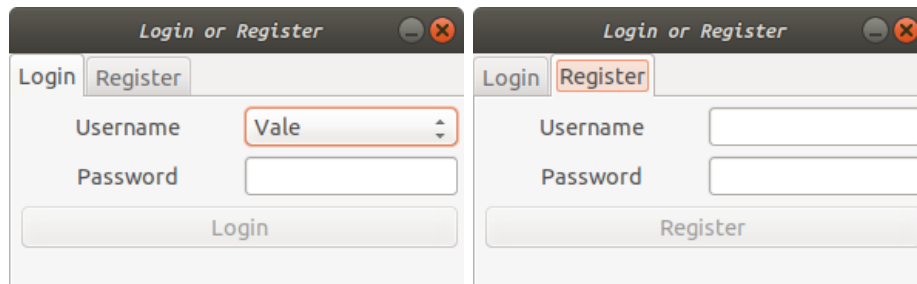 Login or Register
Login Register
Username Vale
Password
Login
Login or Register
Login Register
Username
Password
Register